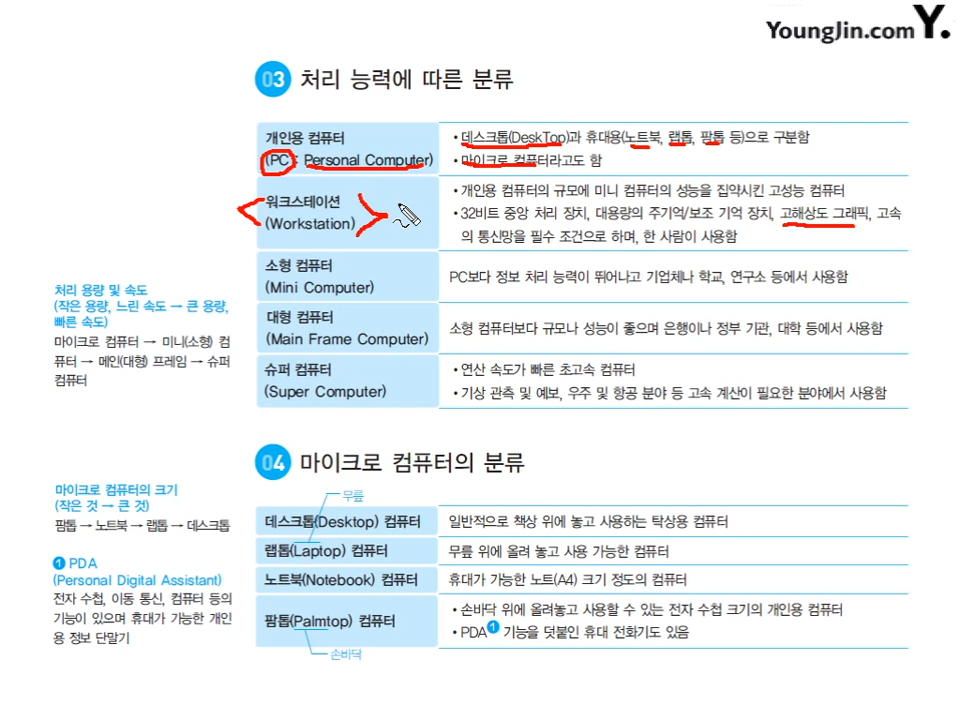 YoungJin.com Y.
03 처리 능력에 따른 분류
개인용 컴퓨터
(PC : Personal Computer)
• 데스크톱(DeskTop)과 휴대용(노트북, 랩톱, 팜톱 등)으로 구분함
• 마이크로 컴퓨터라고도 함
워크스테이션
(Workstation)
• 개인용 컴퓨터의 규모에 미니 컴퓨터의 성능을 집약시킨 고성능 컴퓨터
• 32비트 중앙 처리 장치, 대용량의 주기억/보조 기억 장치, 고해상도 그래픽, 고속
의 통신망을 필수 조건으로 하며, 한 사람이 사용함
소형 컴퓨터
(Mini Computer)
PC보다 정보 처리 능력이 뛰어나고 기업체나 학교, 연구소 등에서 사용함
대형 컴퓨터
(Main Frame Computer)
소형 컴퓨터보다 규모나 성능이 좋으며 은행이나 정부 기관, 대학 등에서 사용함
슈퍼 컴퓨터
(Super Computer)
• 연산 속도가 빠른 초고속 컴퓨터
• 기상 관측 및 예보, 우주 및 항공 분야 등 고속 계산이 필요한 분야에서 사용함
처리 용량 및 속도
(작은 용량, 느린 속도 → 큰 용량,
빠른 속도)
마이크로 컴퓨터 → 미니(소형) 컴
퓨터 → 메인(대형) 프레임 → 슈퍼
컴퓨터
04 마이크로 컴퓨터의 분류
무릎
데스크톱(Desktop) 컴퓨터
일반적으로 책상 위에 놓고 사용하는 탁상용 컴퓨터
랩톱(Laptop) 컴퓨터
무릎 위에 올려 놓고 사용 가능한 컴퓨터
노트북(Notebook) 컴퓨터
휴대가 가능한 노트(A4) 크기 정도의 컴퓨터
팜톱(Palmtop) 컴퓨터
• 손바닥 위에 올려놓고 사용할 수 있는 전자 수첩 크기의 개인용 컴퓨터
• PDA1 기능을 덧붙인 휴대 전화기도 있음
손바닥
마이크로 컴퓨터의 크기
(작은 것 → 큰 것)
팜톱 → 노트북 → 랩톱 → 데스크톱
1 PDA
(Personal Digital Assistant)
전자 수첩, 이동 통신, 컴퓨터 등의
기능이 있으며 휴대가 가능한 개인
용 정보 단말기